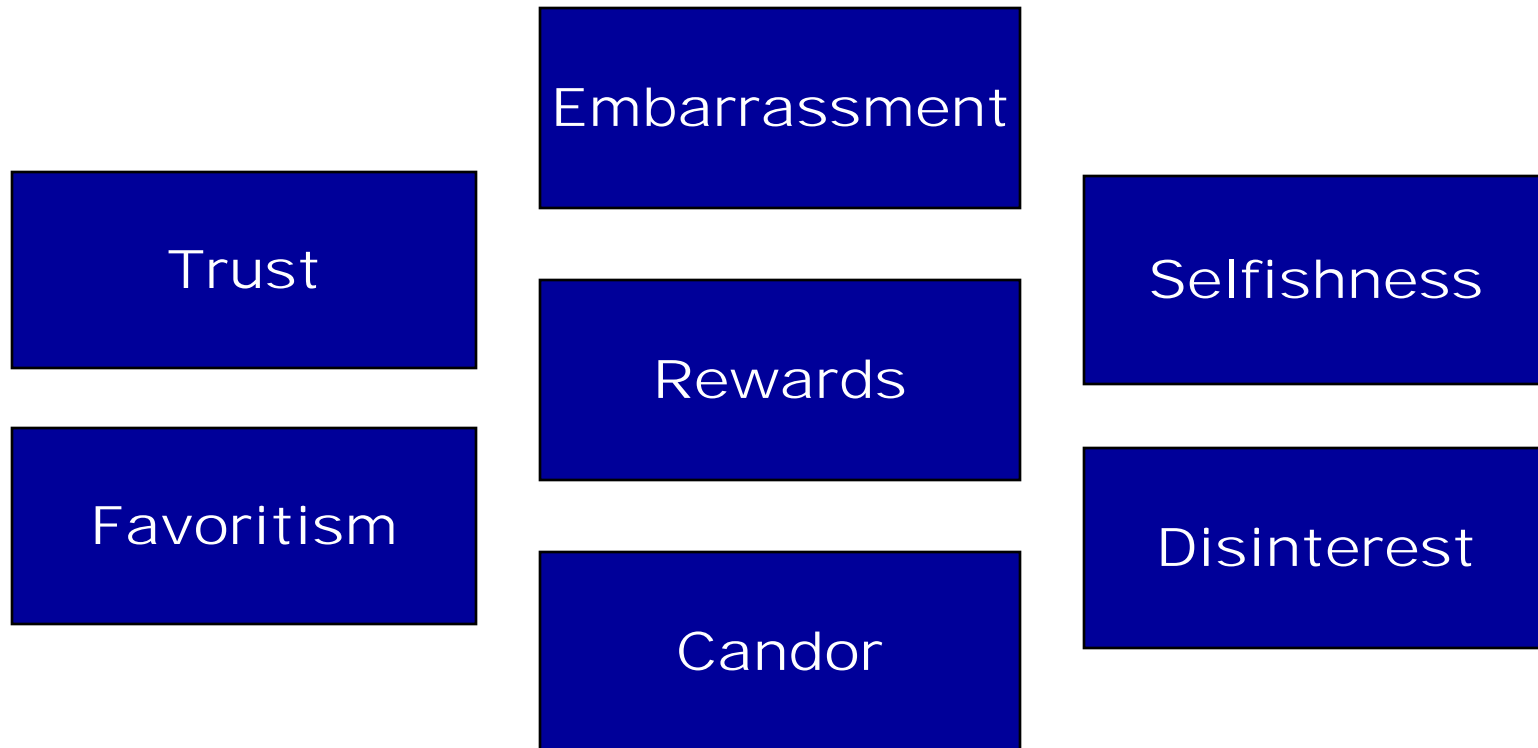 Embarrassment
Trust
Selfishness
Rewards
Favoritism
Disinterest
Candor